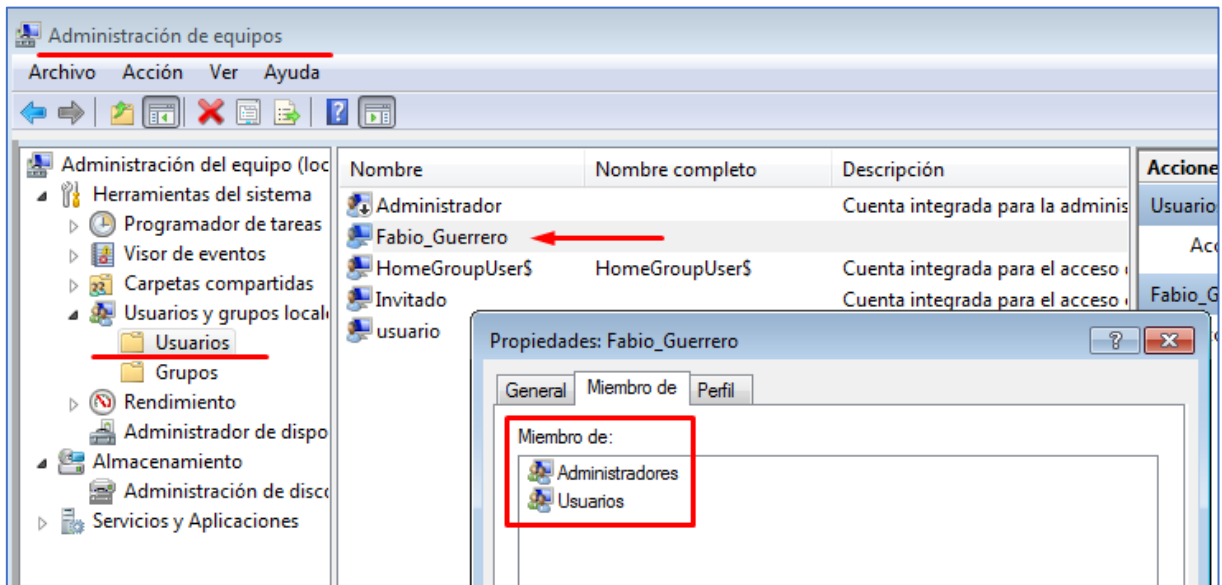 Administración de equipos
Archivo Acción Ver Ayuda
Administración del equipo (loc
Herramientas del sistema
Programador de tareas
Visor de eventos
Carpetas compartidas
Usuarios y grupos local
Usuarios
Grupos
Rendimiento
Administrador de dispo
Almacenamiento
Administración de disc
Servicios y Aplicaciones
Nombre Nombre completo Descripción
Administrador Cuenta integrada para la adminis
Fabio_Guerrero
HomeGroupUser$ HomeGroupUser$ Cuenta integrada para el acceso
Invitado Cuenta integrada para el acceso
usuario
Accione
Usuario
Acc
Fabio_G
Propiedades: Fabio_Guerrero
General Miembro de Perfil
Miembro de:
Administradores
Usuarios